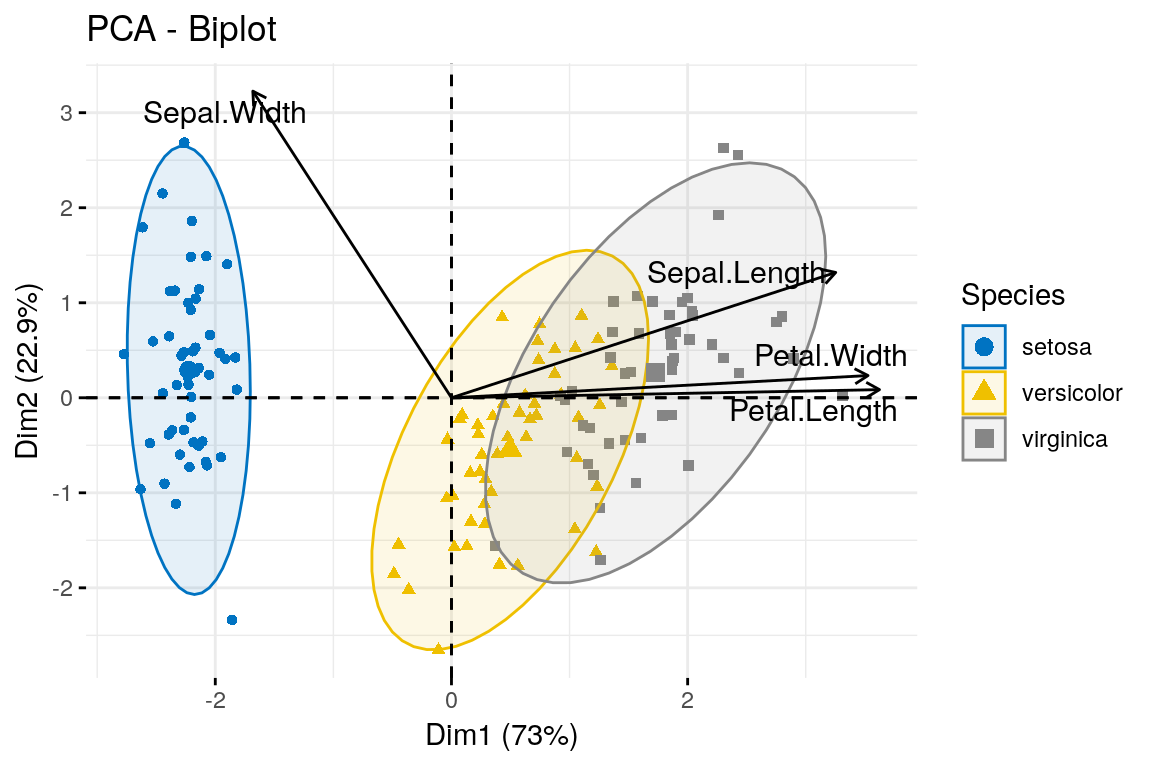 PCA - Biplot
Sepal.Width
Sepal.Length
Petal.Width
Petal.Length
3
2
1
0
-1
-2
-2
0
2
Dim1 (73%)
Dim2 (22.9%)
Species
setosa
versicolor
virginica